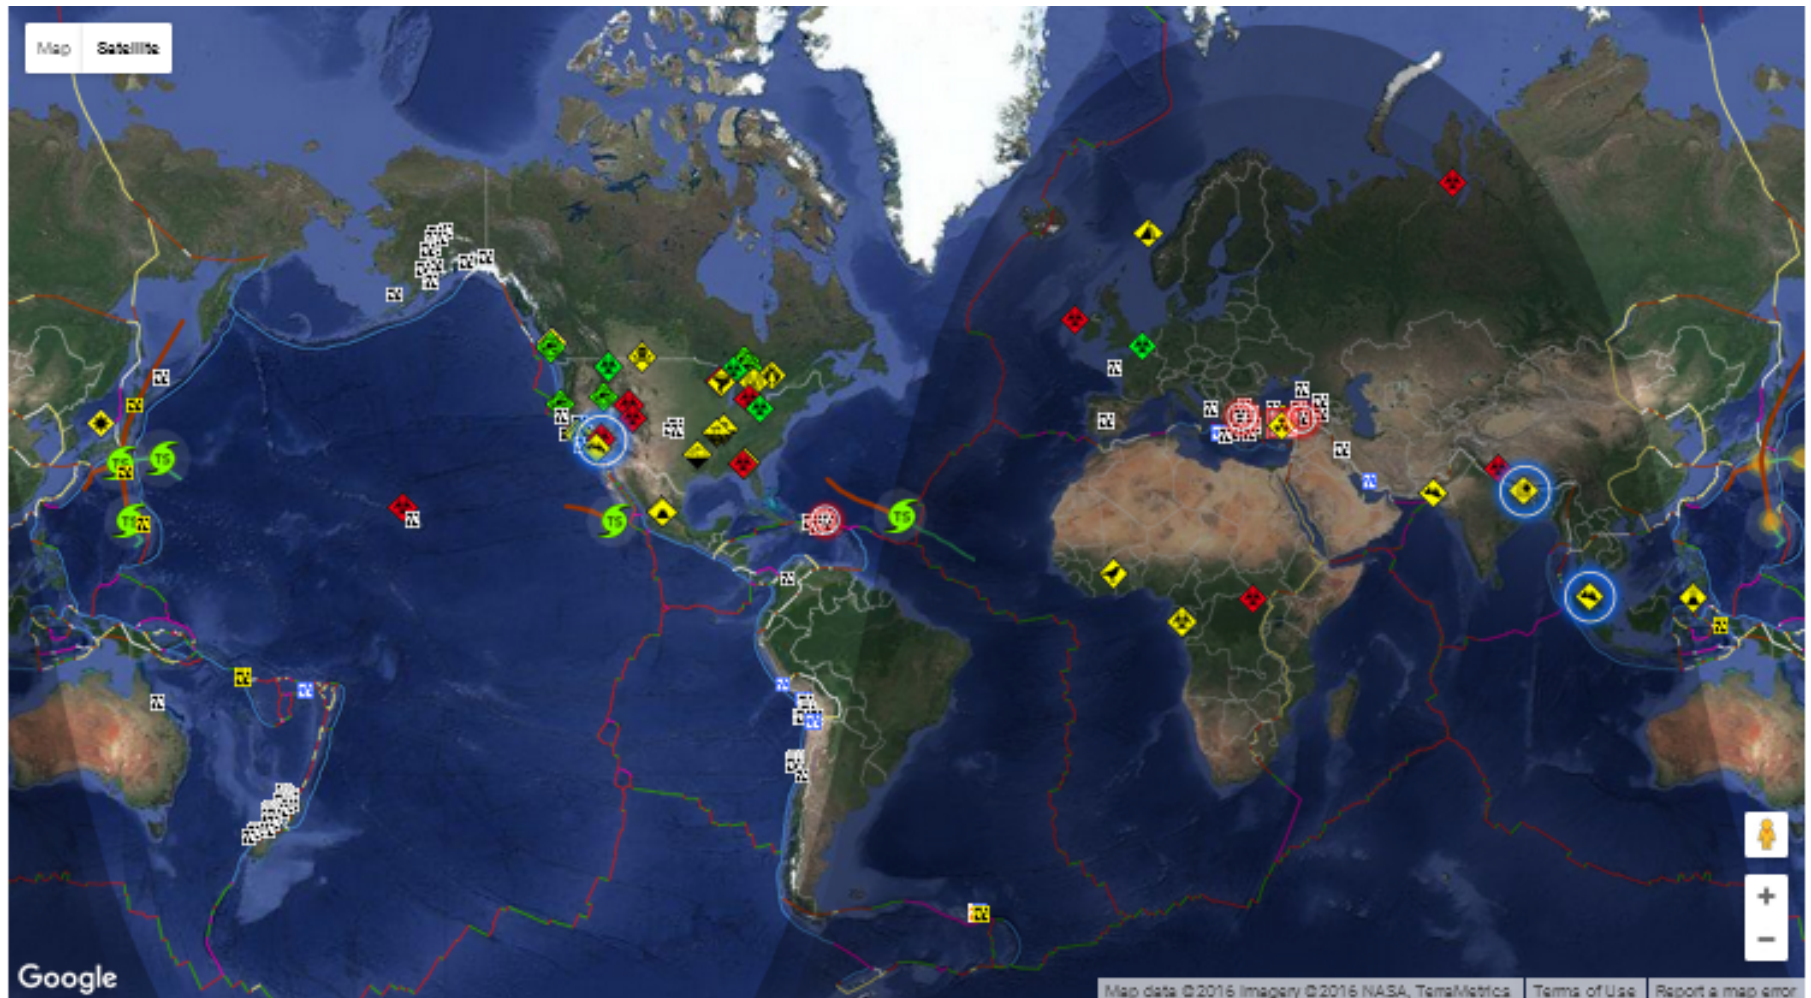 Map Satellite
TS
TS
TS
TS
TS
Google
Map data ©2016 Imagery ©2016 NASA, TerraMetrics Terms of Use Report a map error